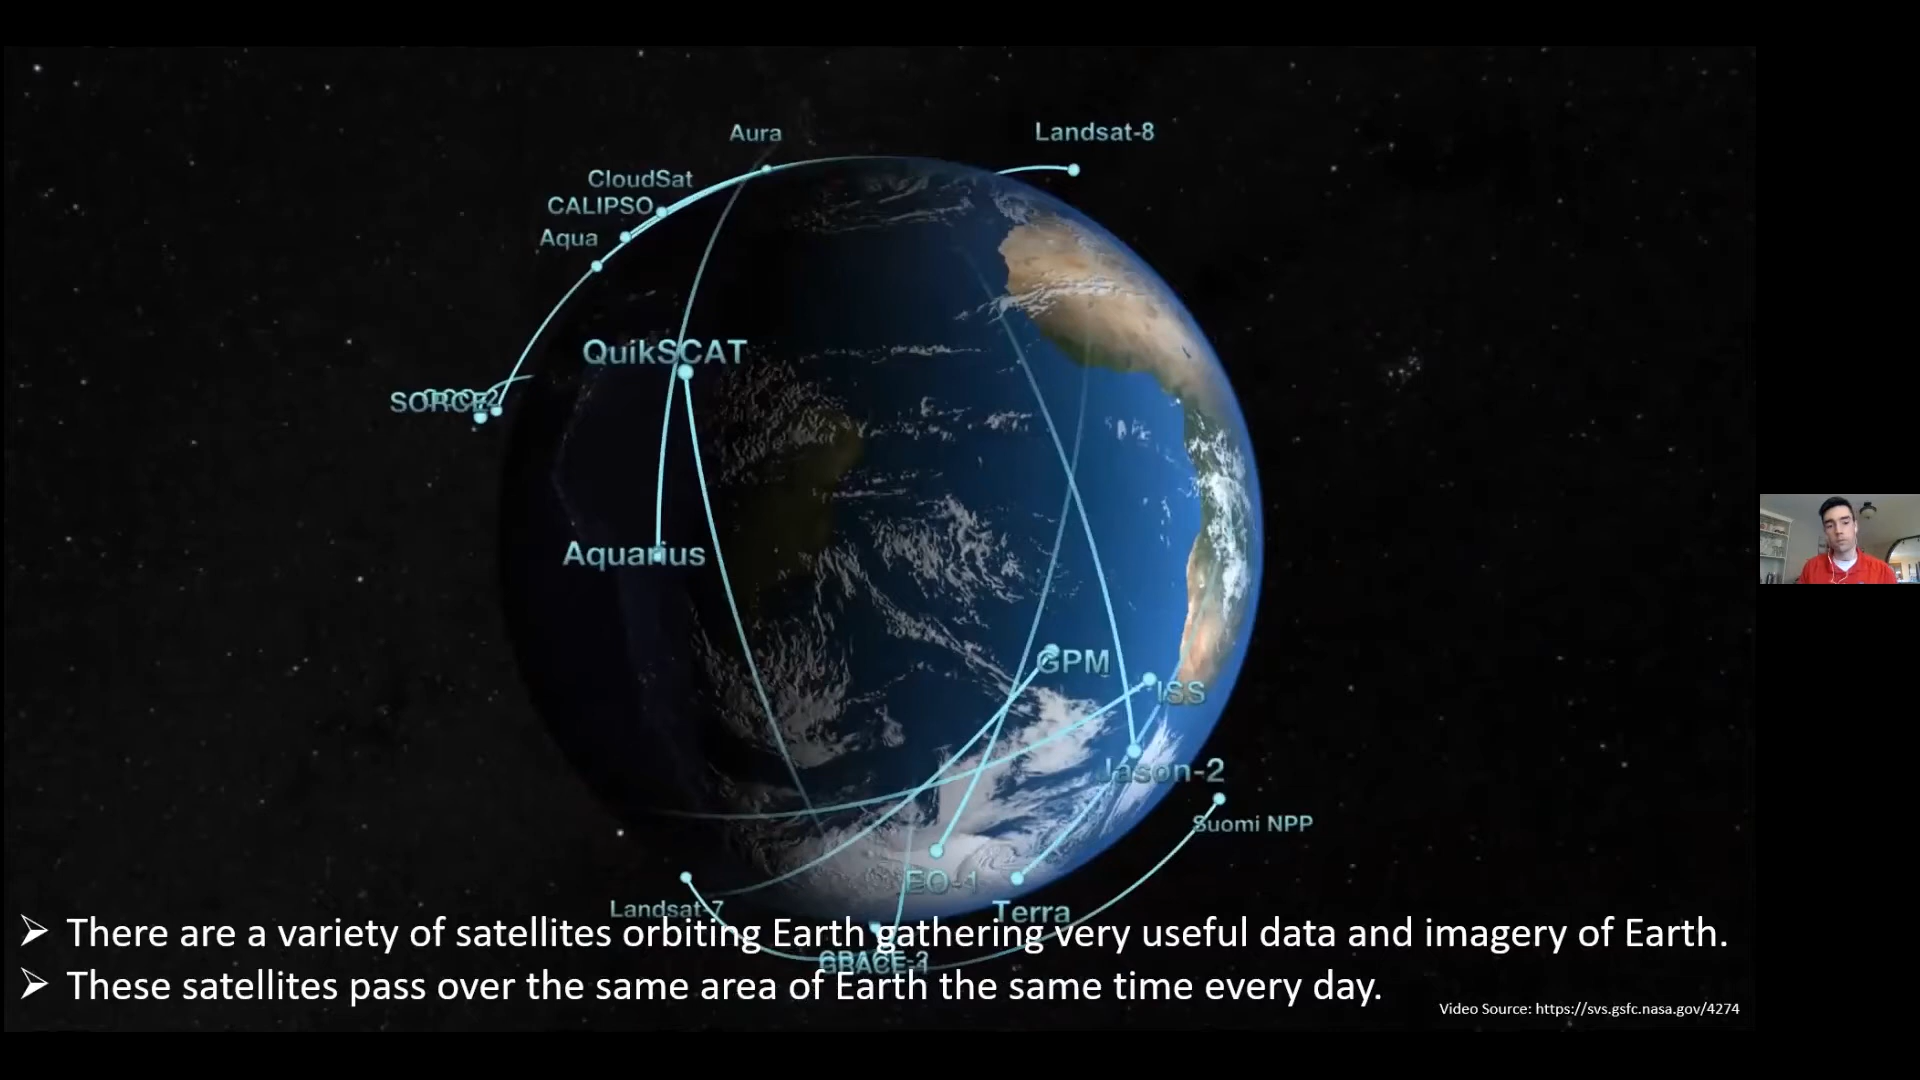 Aura
Landsat-8
CloudSat
CALIPSO
Aqua
QuikSCAT
SORCE
Aquarius
GPM
ISS
Jason-2
Suomi NPP
EO-1
Landsat-7
Terra
➢ There are a variety of satellites orbiting Earth gathering very useful data and imagery of Earth.
➢ These satellites pass over the same area of Earth the same time every day.
Video Source: https://svs.gsfc.nasa.gov/4274